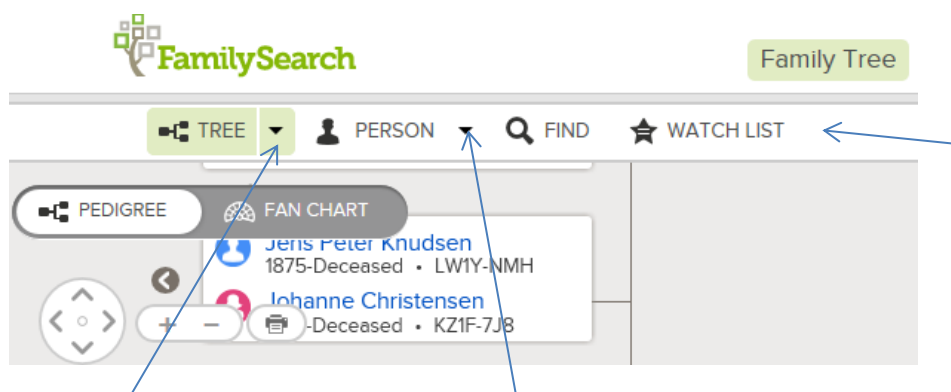 FamilySearch
Family Tree
TREE PERSON FIND WATCH LIST
PEDIGREE FAN CHART
Jens Peter Knudsen
1875-Deceased • LW1Y-NMH
Johanne Christensen
-Deceased • KZ1F-7J8